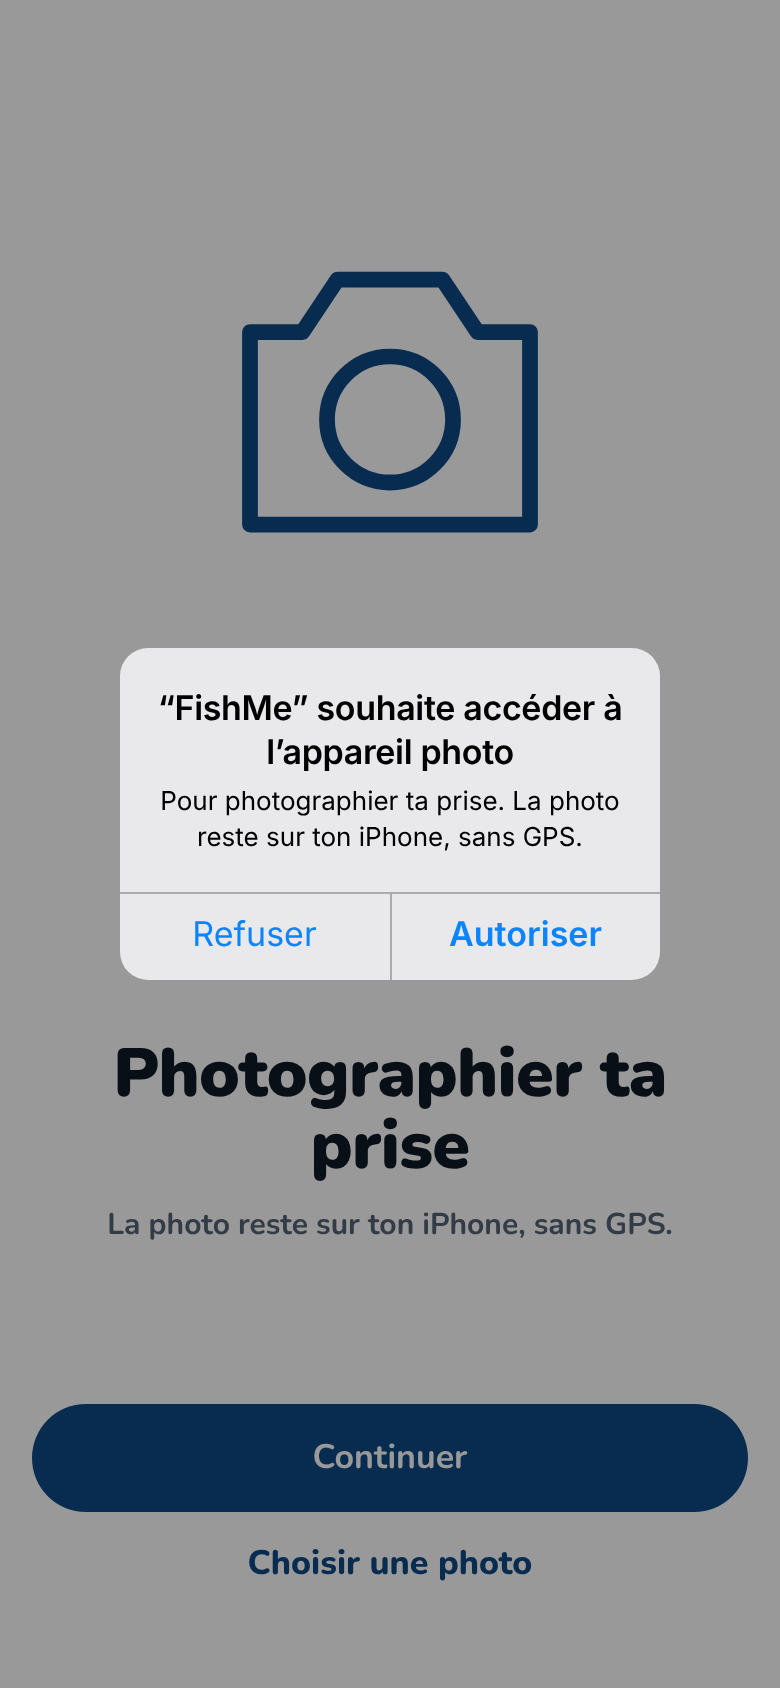 “FishMe” souhaite accéder à
l’appareil photo
Pour photographier ta prise. La photo
reste sur ton iPhone, sans GPS.
Refuser
Autoriser
Photographier ta
prise
La photo reste sur ton iPhone, sans GPS.
Continuer
Choisir une photo